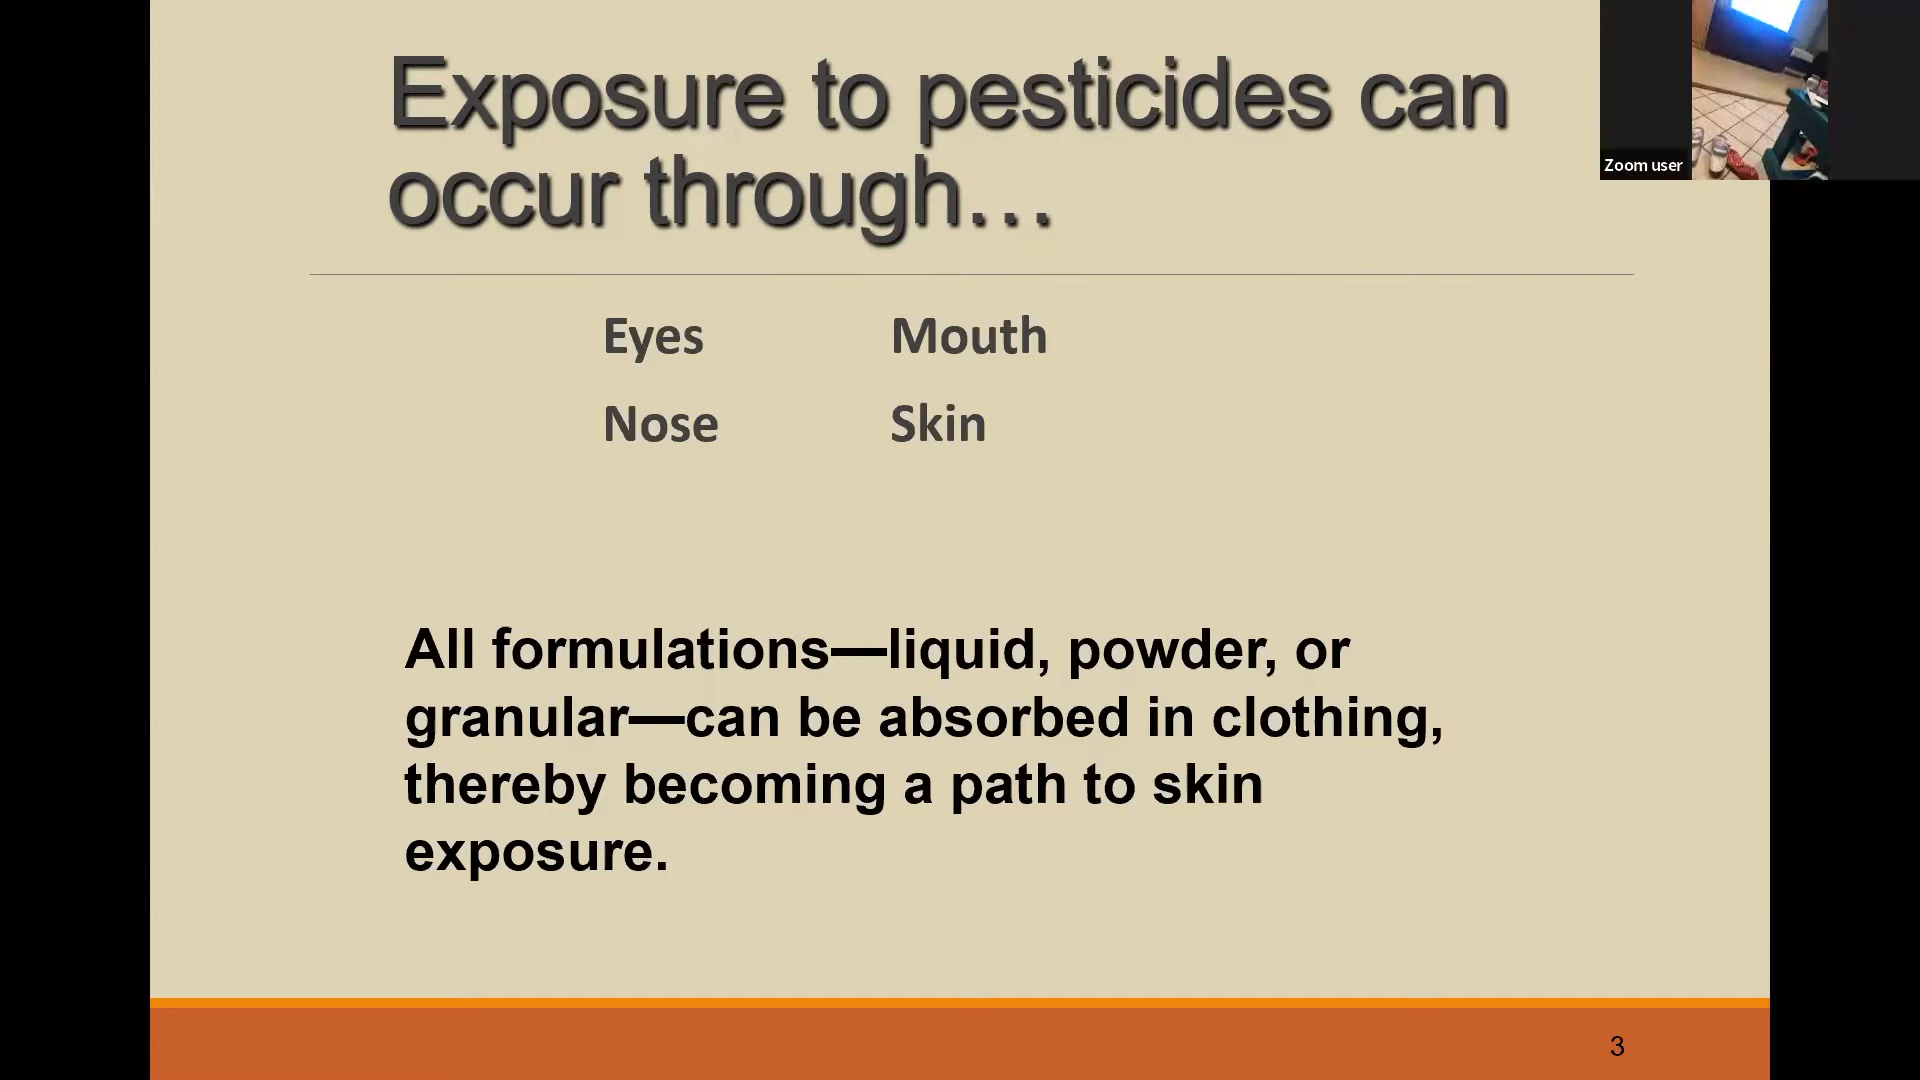 Exposure to pesticides can
occur through…
Zoom user
Eyes Mouth
Nose Skin
All formulations—liquid, powder, or
granular—can be absorbed in clothing,
thereby becoming a path to skin
exposure.
3